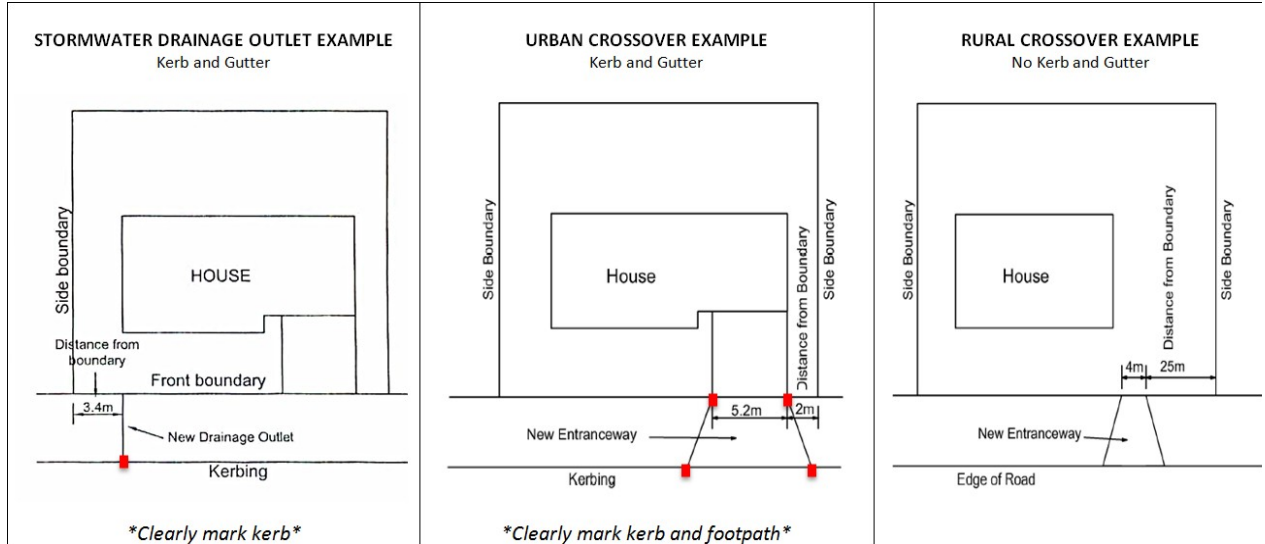 STORMWATER DRAINAGE OUTLET EXAMPLE
Kerb and Gutter
Side boundary
HOUSE
Distance from
boundary
Front boundary
3.4m
New Drainage Outlet
Kerbing
*Clearly mark kerb*
URBAN CROSSOVER EXAMPLE
Kerb and Gutter
Side Boundary
House
Distance from Boundary
Side Boundary
5.2m
2m
New Entranceway
Kerbing
*Clearly mark kerb and footpath*
RURAL CROSSOVER EXAMPLE
No Kerb and Gutter
Side Boundary
House
Distance from Boundary
Side Boundary
4m
25m
New Entranceway
Edge of Road